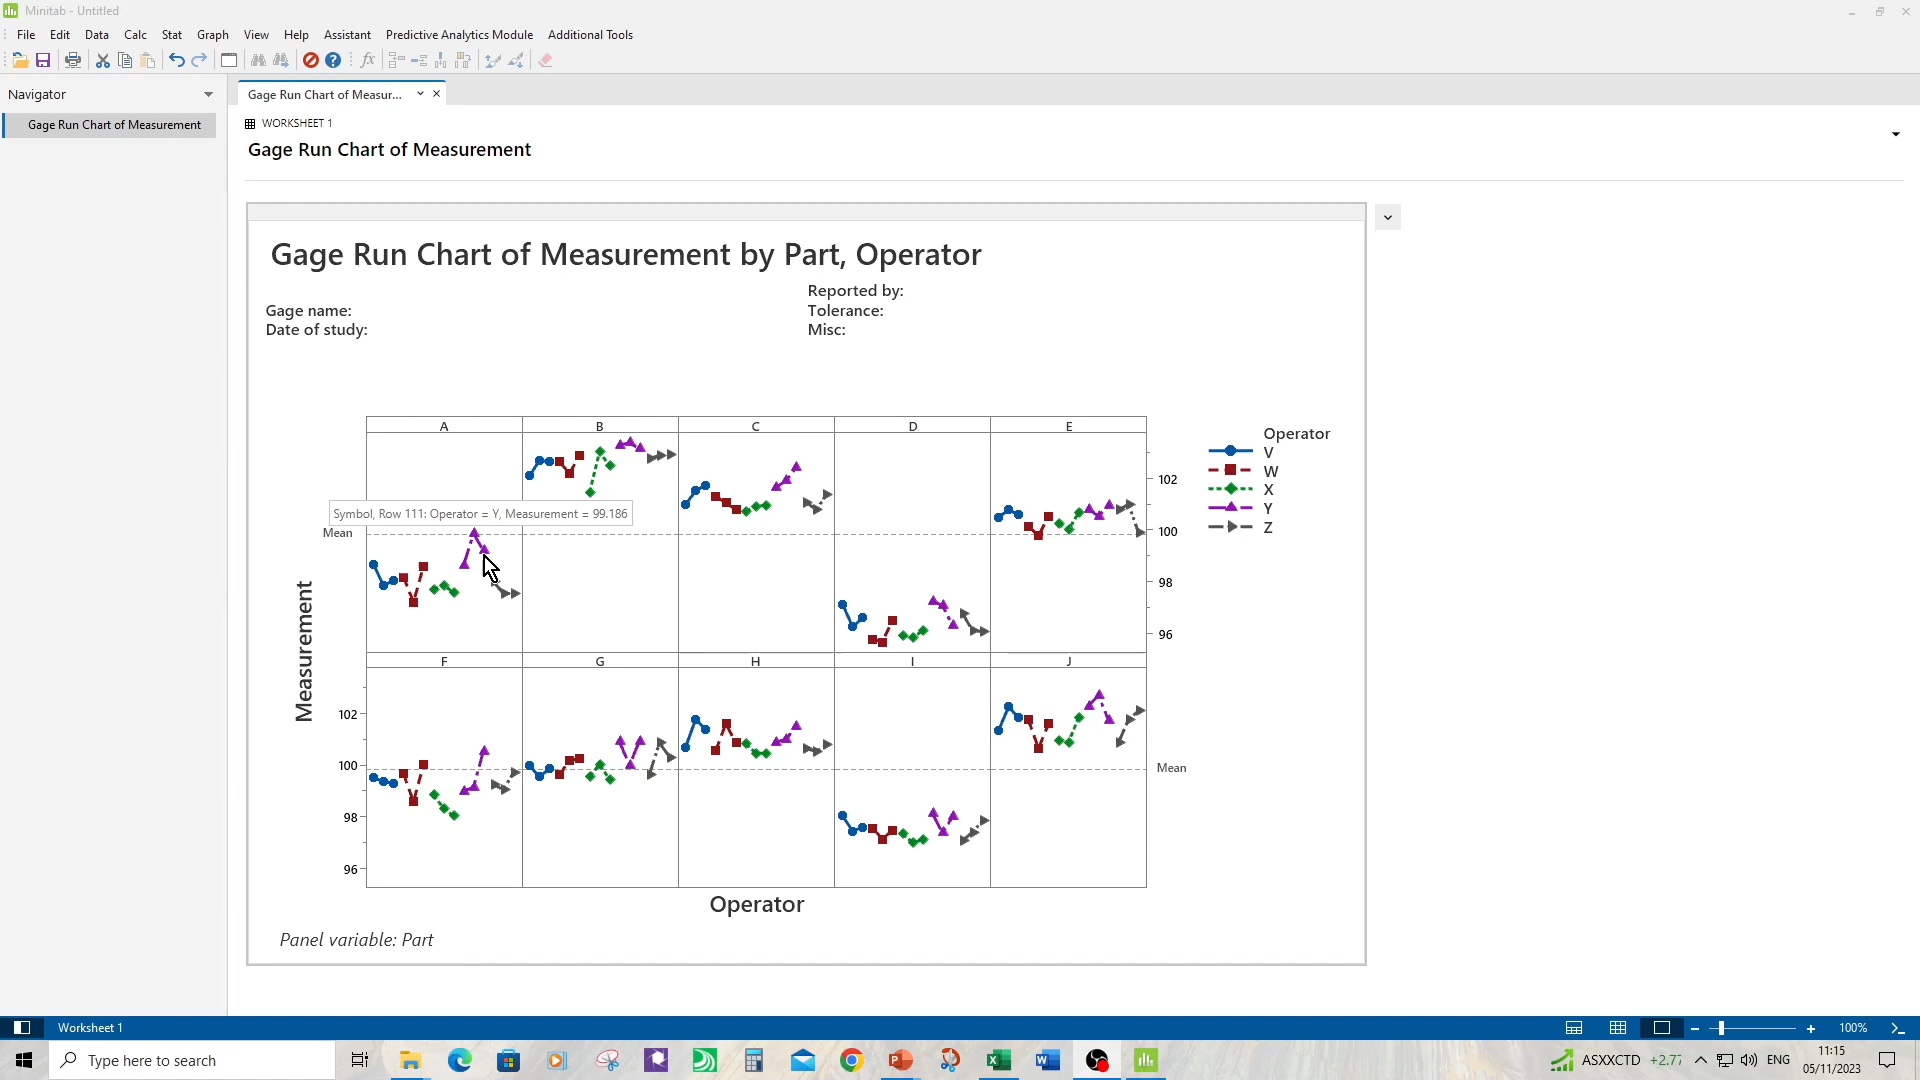 Minitab - Untitled
File Edit Data Calc Stat Graph View Help Assistant Predictive Analytics Module Additional Tools
Navigator
Gage Run Chart of Measur...
Gage Run Chart of Measurement
WORKSHEET 1
Gage Run Chart of Measurement
Gage Run Chart of Measurement by Part, Operator
Reported by:
Gage name:
Tolerance:
Date of study:
Misc:
A B C D E
Operator
V
W
X
Y
Z
102
100
98
96
Symbol, Row 111: Operator = Y, Measurement = 99.186
Mean
Measurement
F G H I J
102
100
98
96
Mean
Operator
Panel variable: Part
Worksheet 1
100%
Type here to search
ASXXCTD +2.77
ENG
11:15
05/11/2023